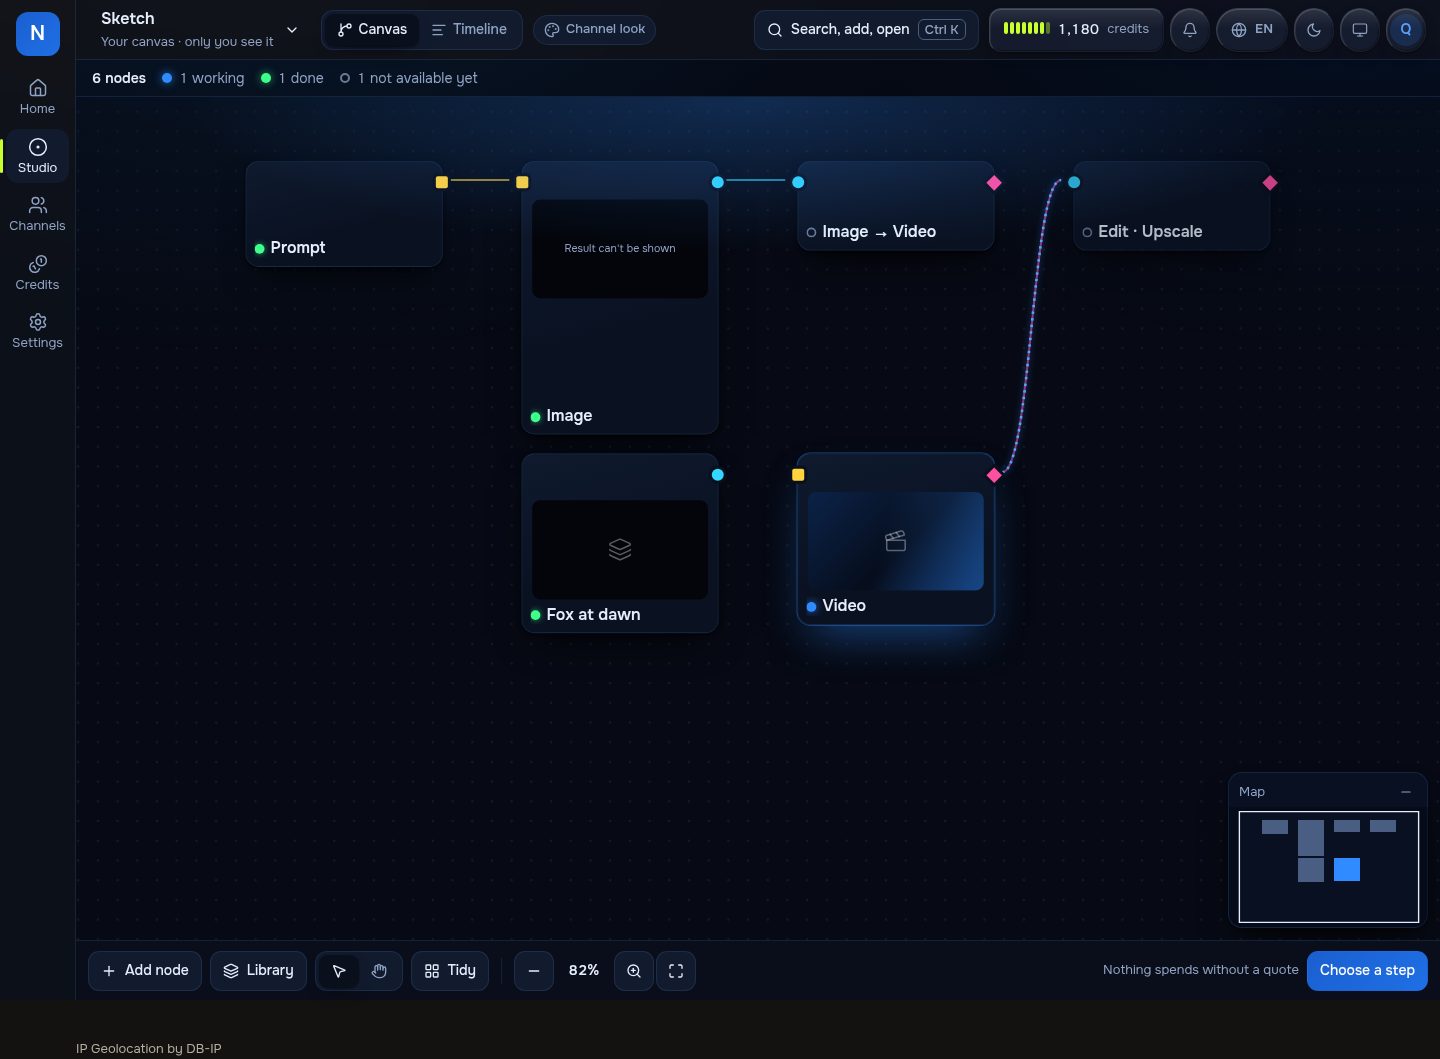 N
Sketch
Your canvas · only you see it
Canvas
Timeline
Channel look
Search, add, open
Ctrl K
1,180 credits
EN
Q
Home
Studio
Channels
Credits
Settings
6 nodes
1 working
1 done
1 not available yet
Prompt
Result can't be shown
Image → Video
Edit · Upscale
Image
Fox at dawn
Video
Map
Add node
Library
Tidy
82%
Nothing spends without a quote
Choose a step
IP Geolocation by DB-IP